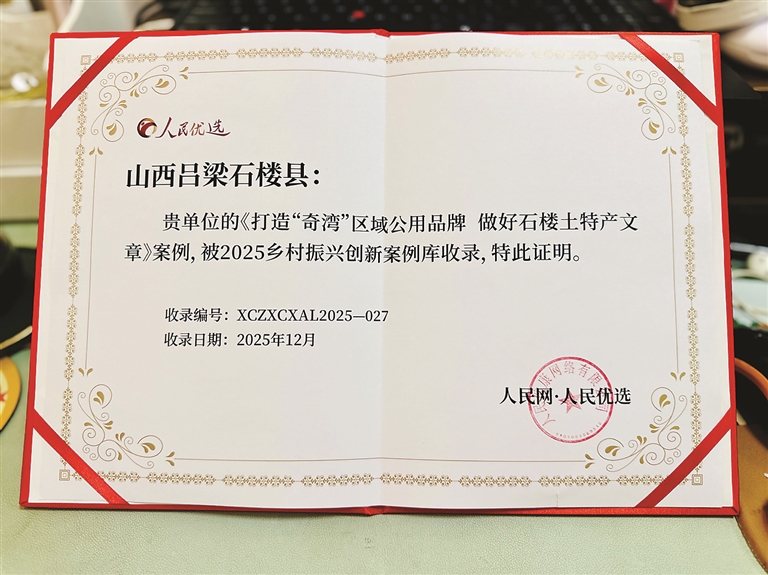 人民优选
山西吕梁石楼县：
贵单位的《打造“奇湾”区域公用品牌 做好石楼土特产文
章》案例，被2025乡村振兴创新案例库收录，特此证明。
收录编号：XCZXCXAL2025—027
收录日期：2025年12月
人民网·人民优选